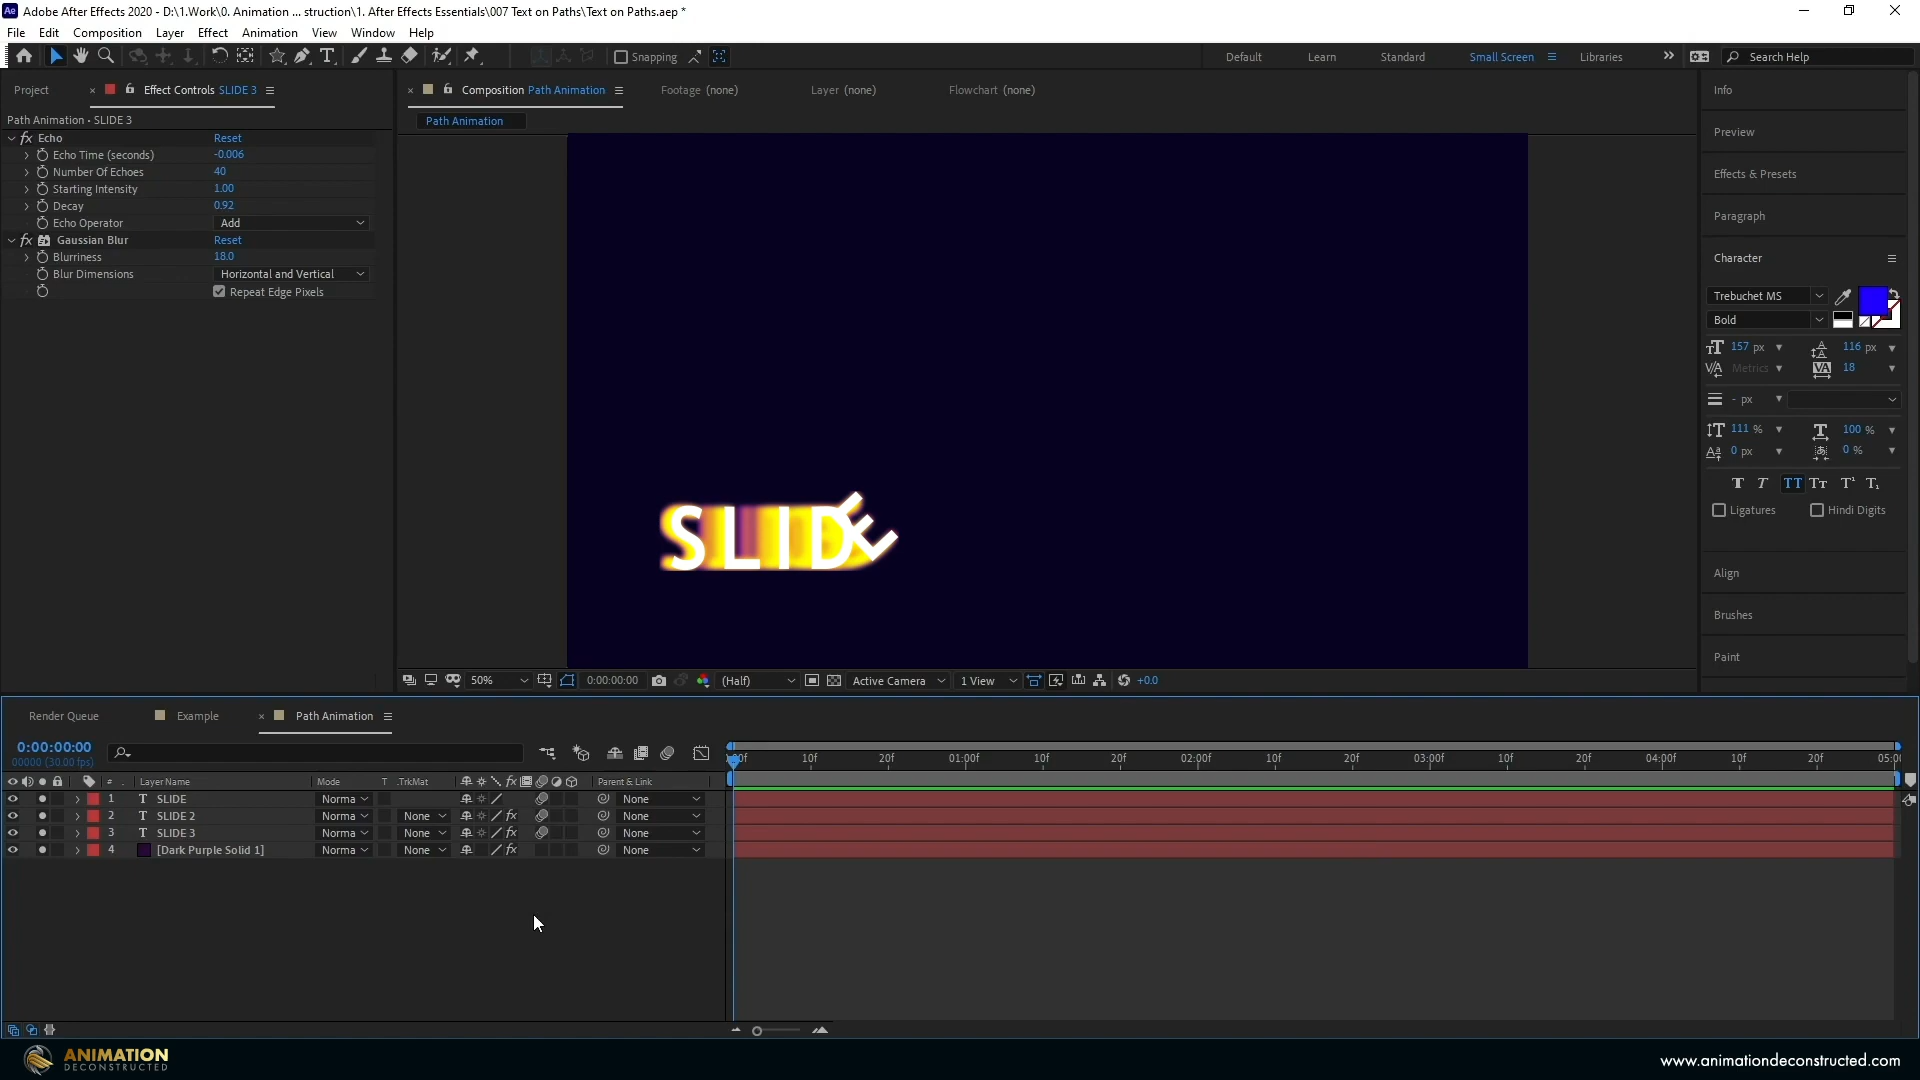 Adobe After Effects 2020 - D:\1.Work\0. Animation ... struction\1. After Effects Essentials\007 Text on Paths\Text on Paths.aep *
File Edit Composition Layer Effect Animation View Window Help
Snapping
Default Learn Standard Small Screen Libraries Search Help
Project
Effect Controls SLIDE 3
Path Animation • SLIDE 3
fx Echo Reset
Echo Time (seconds) -0.006
Number Of Echoes 40
Starting Intensity 1.00
Decay 0.92
Echo Operator Add
fx Gaussian Blur Reset
Blurriness 18.0
Blur Dimensions Horizontal and Vertical
Repeat Edge Pixels
Composition Path Animation
Footage (none)
Layer (none)
Flowchart (none)
Path Animation
SLIDE
50% 0:00:00:00 (Half) Active Camera 1 View +0.0
Info
Preview
Effects & Presets
Paragraph
Character
Trebuchet MS
Bold
157 px 116 px
Metrics 18
- px
111 % 100 %
0 px 0 %
Ligatures Hindi Digits
Align
Brushes
Paint
Render Queue Example Path Animation
0:00:00:00
00000 (30.00 fps)
10f 20f 01:00f 10f 20f 02:00f 10f 20f 03:00f 10f 20f 04:00f 10f 20f
# Layer Name Mode T .TrkMat fx Parent & Link
1 T SLIDE Norma None
2 T SLIDE 2 Norma None fx None
3 T SLIDE 3 Norma None fx None
4 [Dark Purple Solid 1] Norma None fx None
ANIMATION
DECONSTRUCTED
www.animationdeconstructed.com